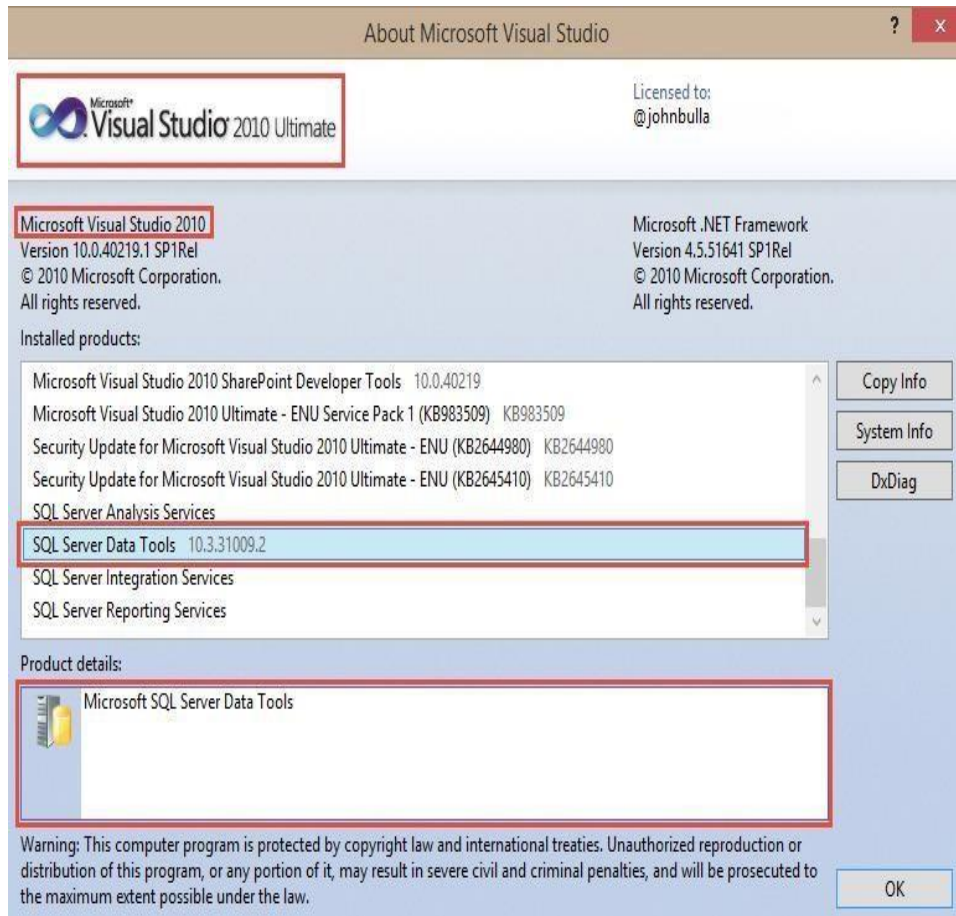 About Microsoft Visual Studio
? x
Microsoft®
Visual Studio® 2010 Ultimate
Licensed to:
@johnbulla
Microsoft Visual Studio 2010
Version 10.0.40219.1 SP1Rel
© 2010 Microsoft Corporation.
All rights reserved.
Microsoft .NET Framework
Version 4.5.51641 SP1Rel
© 2010 Microsoft Corporation.
All rights reserved.
Installed products:
Microsoft Visual Studio 2010 SharePoint Developer Tools 10.0.40219
Microsoft Visual Studio 2010 Ultimate - ENU Service Pack 1 (KB983509) KB983509
Security Update for Microsoft Visual Studio 2010 Ultimate - ENU (KB2644980) KB2644980
Security Update for Microsoft Visual Studio 2010 Ultimate - ENU (KB2645410) KB2645410
SQL Server Analysis Services
SQL Server Data Tools 10.3.31009.2
SQL Server Integration Services
SQL Server Reporting Services
Copy Info
System Info
DxDiag
Product details:
Microsoft SQL Server Data Tools
Warning: This computer program is protected by copyright law and international treaties. Unauthorized reproduction or
distribution of this program, or any portion of it, may result in severe civil and criminal penalties, and will be prosecuted to
the maximum extent possible under the law.
OK